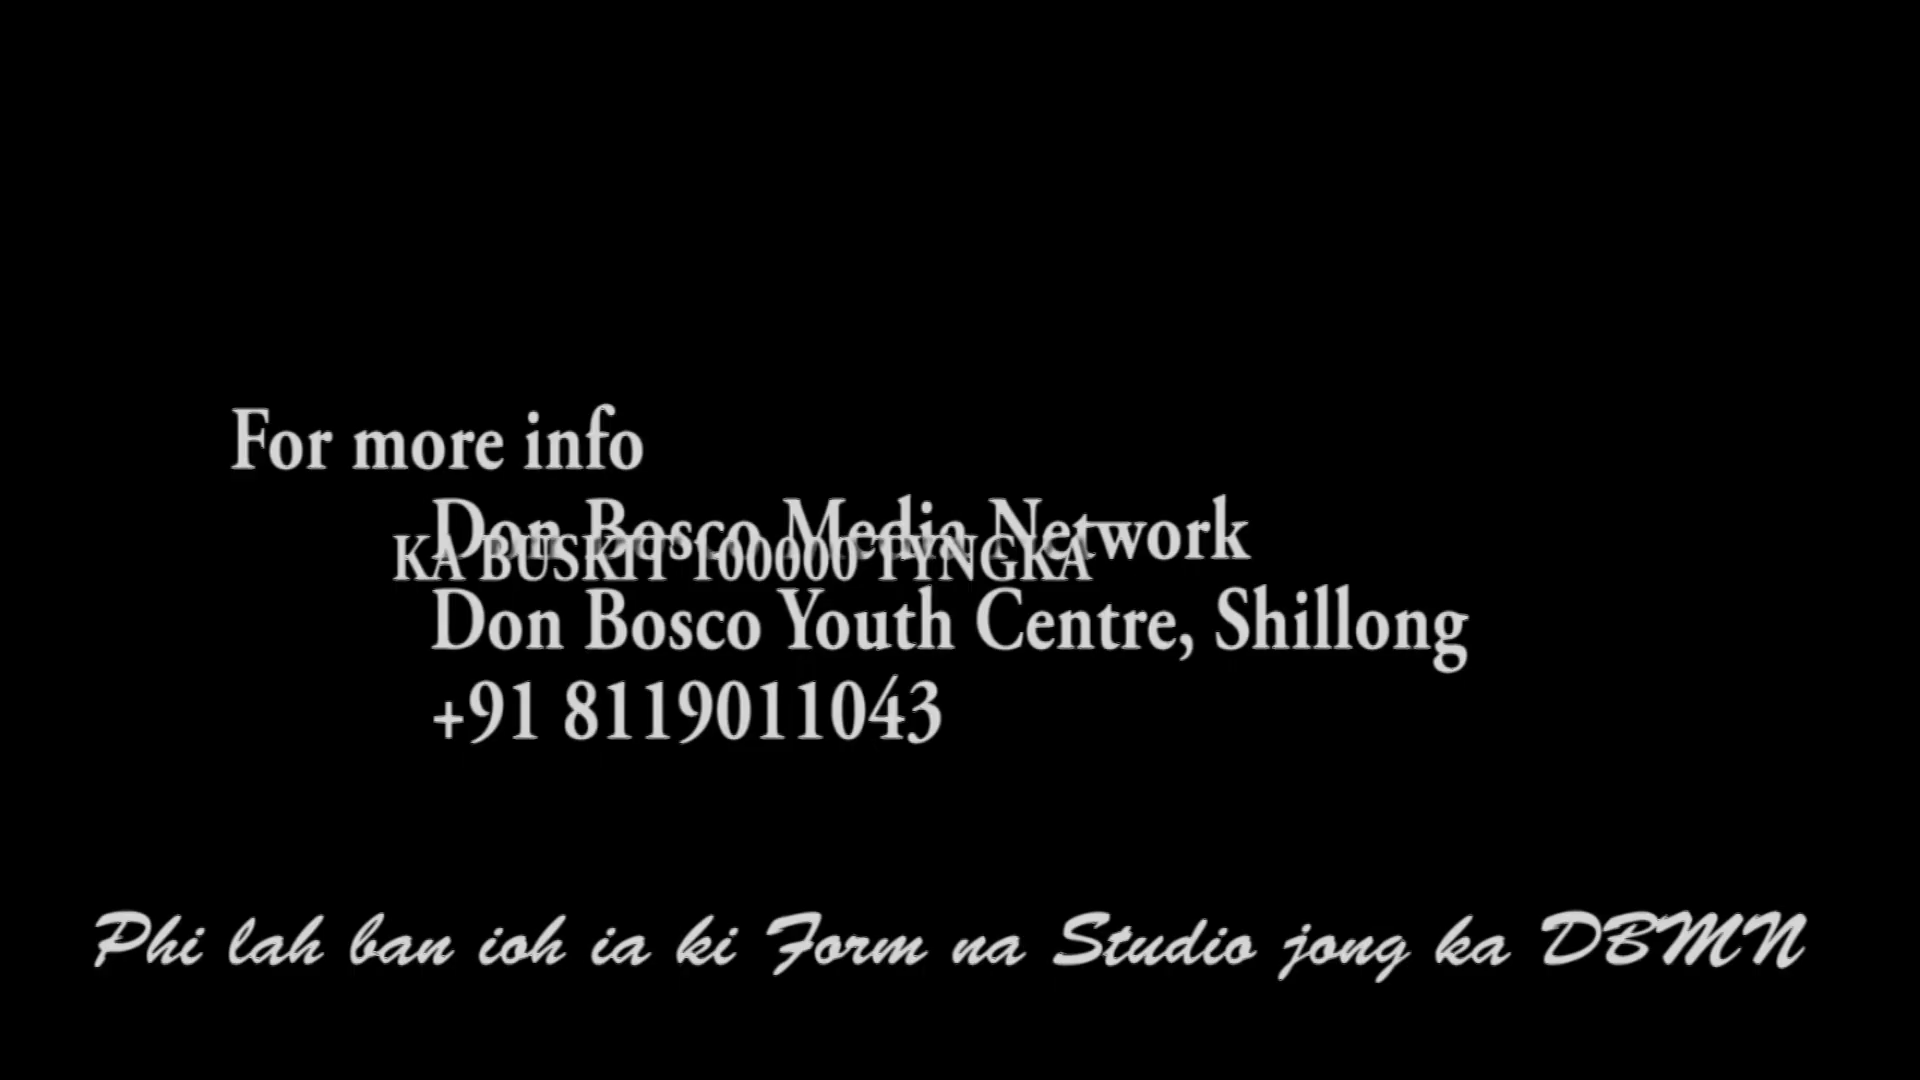 For more info
Don Bosco Media Network
KA BUSKIT 100000 TYNGKA
Don Bosco Youth Centre, Shillong
+91 8119011043
Phi lah ban ioh ia ki Form na Studio jong ka DBMN